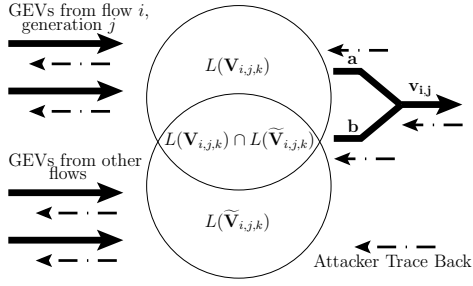 GEVs from flow i,
generation j
L(V_{i,j,k})
a
v_{i,j}
b
L(V_{i,j,k}) ∩ L(Ṽ_{i,j,k})
GEVs from other
flows
L(Ṽ_{i,j,k})
Attacker Trace Back